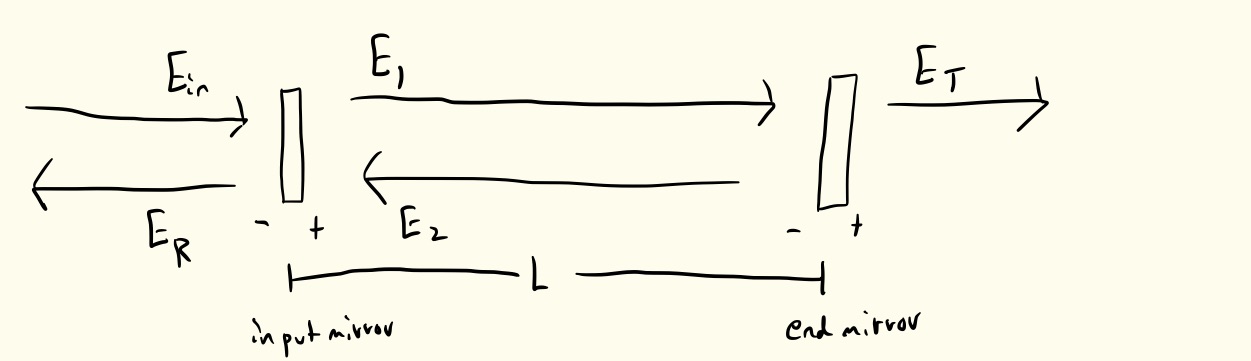 E_in E_1 E_T
E_R - + E_2 - +
L
input mirror end mirror